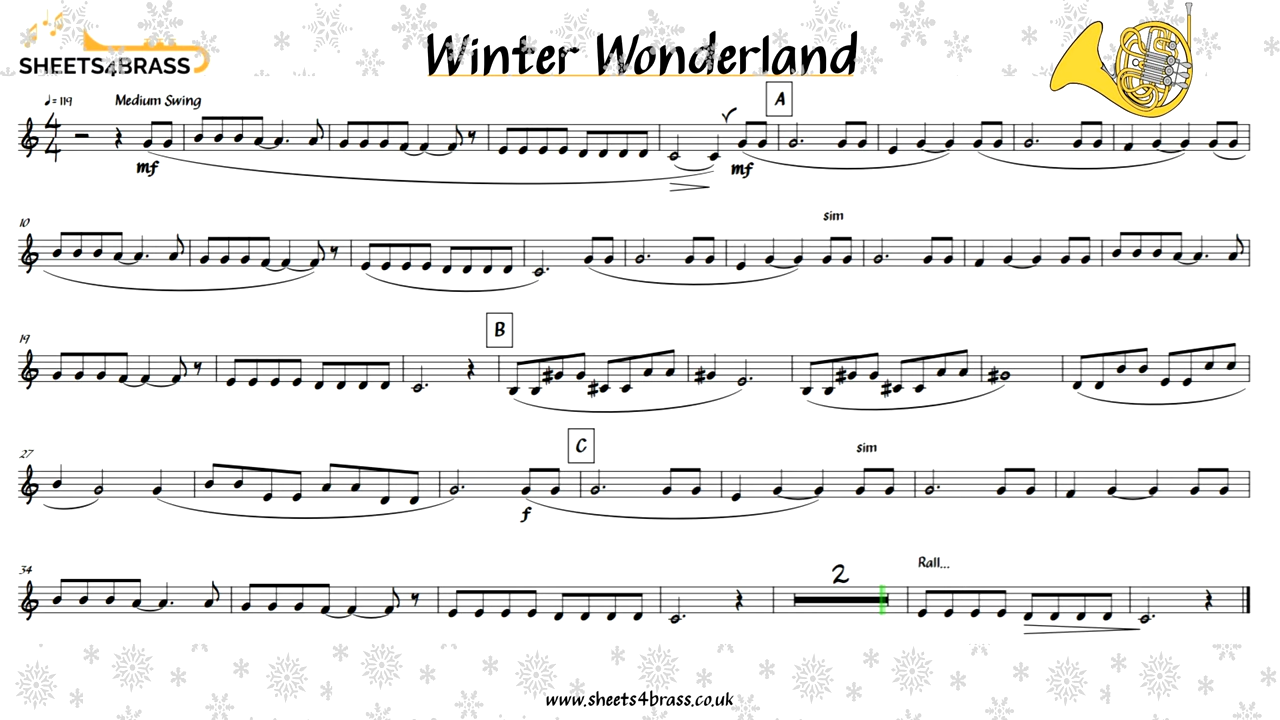 Winter Wonderland
SHEETS4BRASS
♩= 119 Medium Swing
A
mf
mf
10
sim
19
B
27
C
sim
f
34
2
Rall...
www.sheets4brass.co.uk